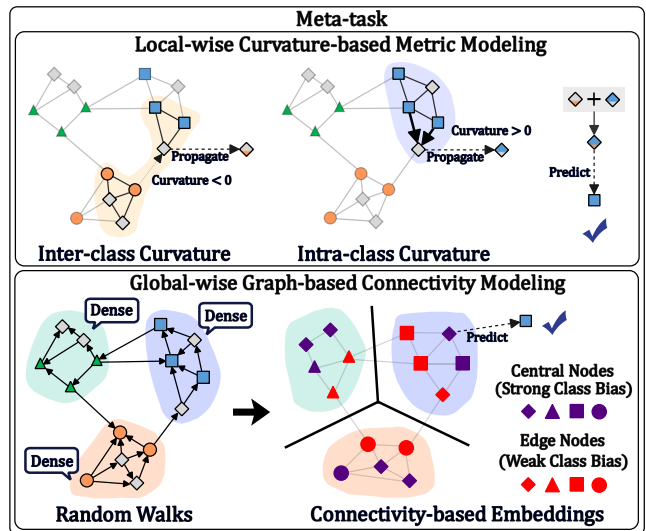 Meta-task
Local-wise Curvature-based Metric Modeling
Curvature > 0
Propagate
Propagate
Curvature < 0
+
Predict
Inter-class Curvature
Intra-class Curvature
Global-wise Graph-based Connectivity Modeling
Dense
Dense
Dense
Predict
Central Nodes
(Strong Class Bias)
Edge Nodes
(Weak Class Bias)
Random Walks
Connectivity-based Embeddings